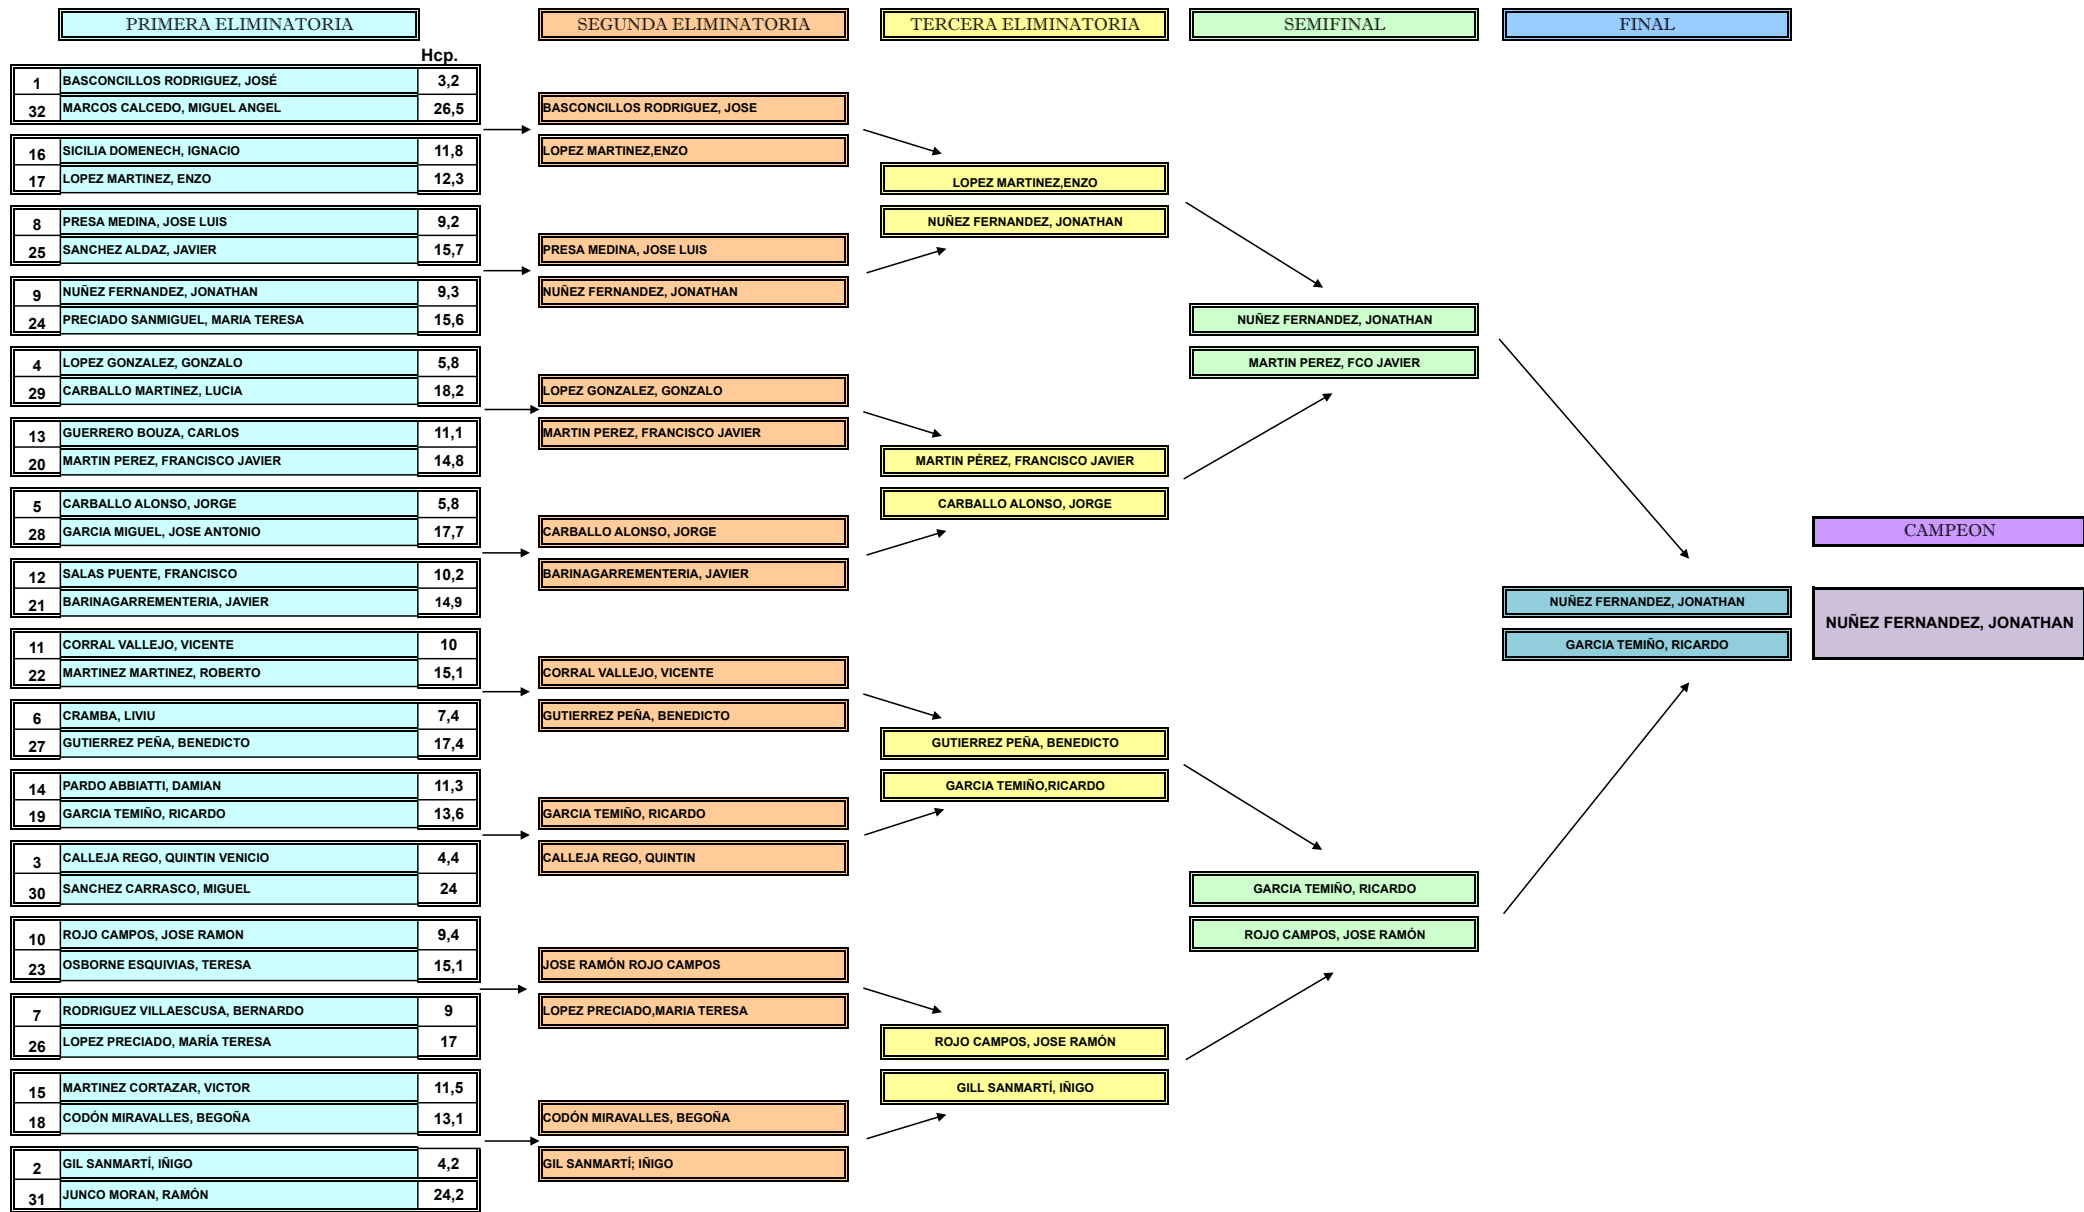 PRIMERA ELIMINATORIA
SEGUNDA ELIMINATORIA
TERCERA ELIMINATORIA
SEMIFINAL
FINAL
Hcp.
1 BASCONCILLOS RODRIGUEZ, JOSÉ 3,2
32 MARCOS CALCEDO, MIGUEL ANGEL 26,5
16 SICILIA DOMENECH, IGNACIO 11,8
17 LOPEZ MARTINEZ, ENZO 12,3
8 PRESA MEDINA, JOSE LUIS 9,2
25 SANCHEZ ALDAZ, JAVIER 15,7
9 NUÑEZ FERNANDEZ, JONATHAN 9,3
24 PRECIADO SANMIGUEL, MARIA TERESA 15,6
4 LOPEZ GONZALEZ, GONZALO 5,8
29 CARBALLO MARTINEZ, LUCIA 18,2
13 GUERRERO BOUZA, CARLOS 11,1
20 MARTIN PEREZ, FRANCISCO JAVIER 14,8
5 CARBALLO ALONSO, JORGE 5,8
28 GARCIA MIGUEL, JOSE ANTONIO 17,7
12 SALAS PUENTE, FRANCISCO 10,2
21 BARINAGARREMENTERIA, JAVIER 14,9
11 CORRAL VALLEJO, VICENTE 10
22 MARTINEZ MARTINEZ, ROBERTO 15,1
6 CRAMBA, LIVIU 7,4
27 GUTIERREZ PEÑA, BENEDICTO 17,4
14 PARDO ABBIATTI, DAMIAN 11,3
19 GARCIA TEMIÑO, RICARDO 13,6
3 CALLEJA REGO, QUINTIN VENICIO 4,4
30 SANCHEZ CARRASCO, MIGUEL 24
10 ROJO CAMPOS, JOSE RAMON 9,4
23 OSBORNE ESQUIVIAS, TERESA 15,1
7 RODRIGUEZ VILLAESCUSA, BERNARDO 9
26 LOPEZ PRECIADO, MARÍA TERESA 17
15 MARTINEZ CORTAZAR, VICTOR 11,5
18 CODÓN MIRAVALLES, BEGOÑA 13,1
2 GIL SANMARTÍ, IÑIGO 4,2
31 JUNCO MORAN, RAMÓN 24,2
BASCONCILLOS RODRIGUEZ, JOSE
LOPEZ MARTINEZ,ENZO
PRESA MEDINA, JOSE LUIS
NUÑEZ FERNANDEZ, JONATHAN
LOPEZ GONZALEZ, GONZALO
MARTIN PEREZ, FRANCISCO JAVIER
CARBALLO ALONSO, JORGE
BARINAGARREMENTERIA, JAVIER
CORRAL VALLEJO, VICENTE
GUTIERREZ PEÑA, BENEDICTO
GARCIA TEMIÑO, RICARDO
CALLEJA REGO, QUINTIN
JOSE RAMÓN ROJO CAMPOS
LOPEZ PRECIADO,MARIA TERESA
CODÓN MIRAVALLES, BEGOÑA
GIL SANMARTÍ; IÑIGO
LOPEZ MARTINEZ,ENZO
NUÑEZ FERNANDEZ, JONATHAN
MARTIN PÉREZ, FRANCISCO JAVIER
CARBALLO ALONSO, JORGE
GUTIERREZ PEÑA, BENEDICTO
GARCIA TEMIÑO,RICARDO
ROJO CAMPOS, JOSE RAMÓN
GILL SANMARTÍ, IÑIGO
NUÑEZ FERNANDEZ, JONATHAN
MARTIN PEREZ, FCO JAVIER
GARCIA TEMIÑO, RICARDO
ROJO CAMPOS, JOSE RAMÓN
NUÑEZ FERNANDEZ, JONATHAN
GARCIA TEMIÑO, RICARDO
CAMPEON
NUÑEZ FERNANDEZ, JONATHAN